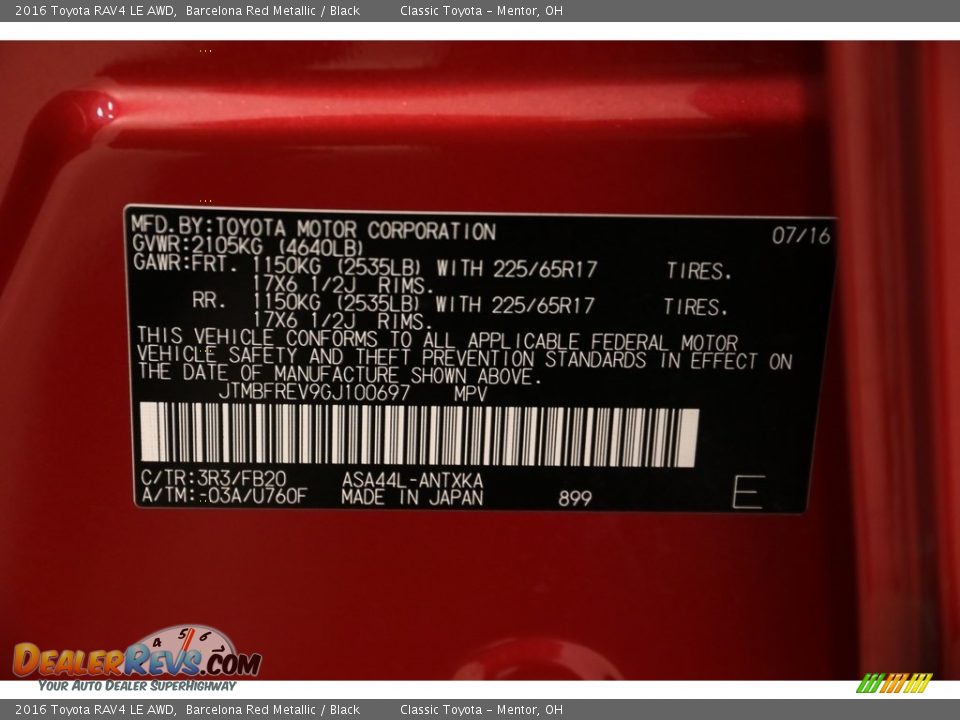 2016 Toyota RAV4 LE AWD, Barcelona Red Metallic / Black Classic Toyota - Mentor, OH
MFD.BY:TOYOTA MOTOR CORPORATION 07/16
GVWR:2105KG (4640LB)
GAWR:FRT. 1150KG (2535LB) WITH 225/65R17 TIRES.
17X6 1/2J RIMS.
RR. 1150KG (2535LB) WITH 225/65R17 TIRES.
17X6 1/2J RIMS.
THIS VEHICLE CONFORMS TO ALL APPLICABLE FEDERAL MOTOR
VEHICLE SAFETY AND THEFT PREVENTION STANDARDS IN EFFECT ON
THE DATE OF MANUFACTURE SHOWN ABOVE.
JTMBFREV9GJ100697 MPV
C/TR:3R3/FB20 ASA44L-ANTXKA
A/TM:-03A/U760F MADE IN JAPAN 899 E
4 5 6
DEALERREVS.COM
YOUR AUTO DEALER SUPERHIGHWAY
2016 Toyota RAV4 LE AWD, Barcelona Red Metallic / Black Classic Toyota - Mentor, OH